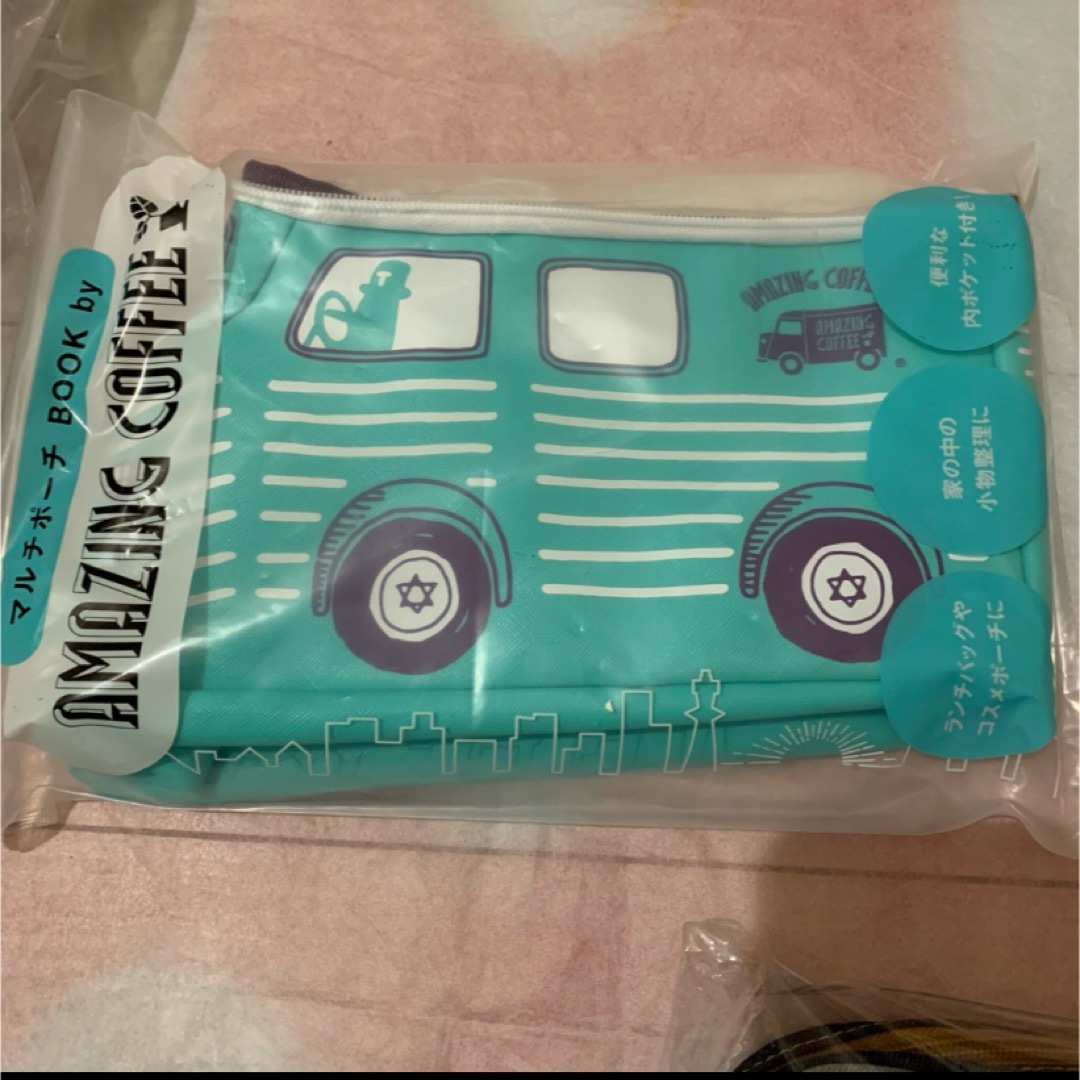 マルチポーチ BOOK by
AMAZING COFFEE
AMAZING COFFE
AMAZING
COFFEE
便利な
内ポケット付き!
家の中の
小物整理に
ランチバッグや
コスメポーチに